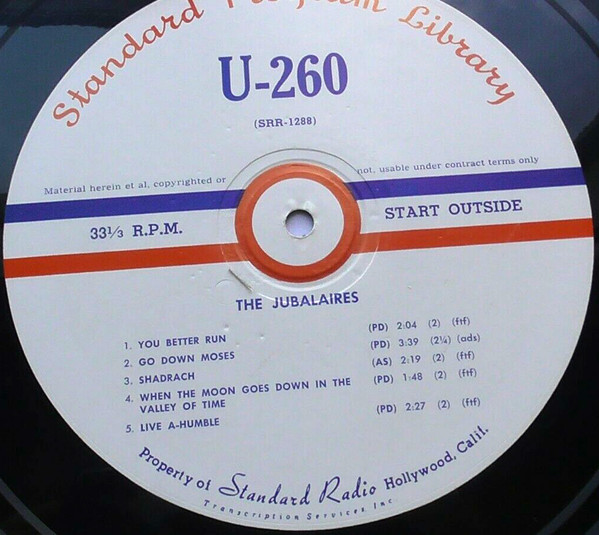 Standard Program Library
U-260
(SRR-1288)
Material herein et al, copyrighted or not, usable under contract terms only
33⅓ R.P.M. START OUTSIDE
THE JUBALAIRES
1. YOU BETTER RUN (PD) 2:04 (2) (ftf)
2. GO DOWN MOSES (PD) 3:39 (2¼) (ads)
3. SHADRACH (AS) 2:19 (2) (ftf)
4. WHEN THE MOON GOES DOWN IN THE (PD) 1:48 (2) (ftf)
VALLEY OF TIME
5. LIVE A-HUMBLE (PD) 2:27 (2) (ftf)
Property of Standard Radio Hollywood, Calif.
Transcription Services Inc